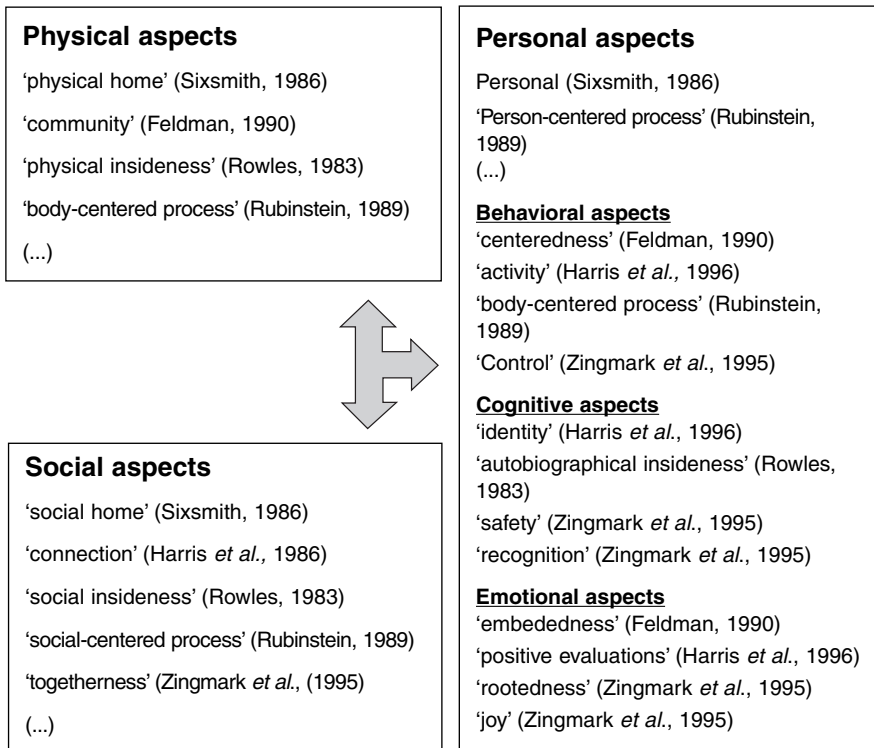 Physical aspects
‘physical home’ (Sixsmith, 1986)
‘community’ (Feldman, 1990)
‘physical insideness’ (Rowles, 1983)
‘body-centered process’ (Rubinstein, 1989)
(...)
Social aspects
‘social home’ (Sixsmith, 1986)
‘connection’ (Harris et al., 1986)
‘social insideness’ (Rowles, 1983)
‘social-centered process’ (Rubinstein, 1989)
‘togetherness’ (Zingmark et al., (1995)
(...)
Personal aspects
Personal (Sixsmith, 1986)
‘Person-centered process’ (Rubinstein,
1989)
(...)
Behavioral aspects
‘centeredness’ (Feldman, 1990)
‘activity’ (Harris et al., 1996)
‘body-centered process’ (Rubinstein,
1989)
‘Control’ (Zingmark et al., 1995)
Cognitive aspects
‘identity’ (Harris et al., 1996)
‘autobiographical insideness’ (Rowles,
1983)
‘safety’ (Zingmark et al., 1995)
‘recognition’ (Zingmark et al., 1995)
Emotional aspects
‘embededness’ (Feldman, 1990)
‘positive evaluations’ (Harris et al., 1996)
‘rootedness’ (Zingmark et al., 1995)
‘joy’ (Zingmark et al., 1995)